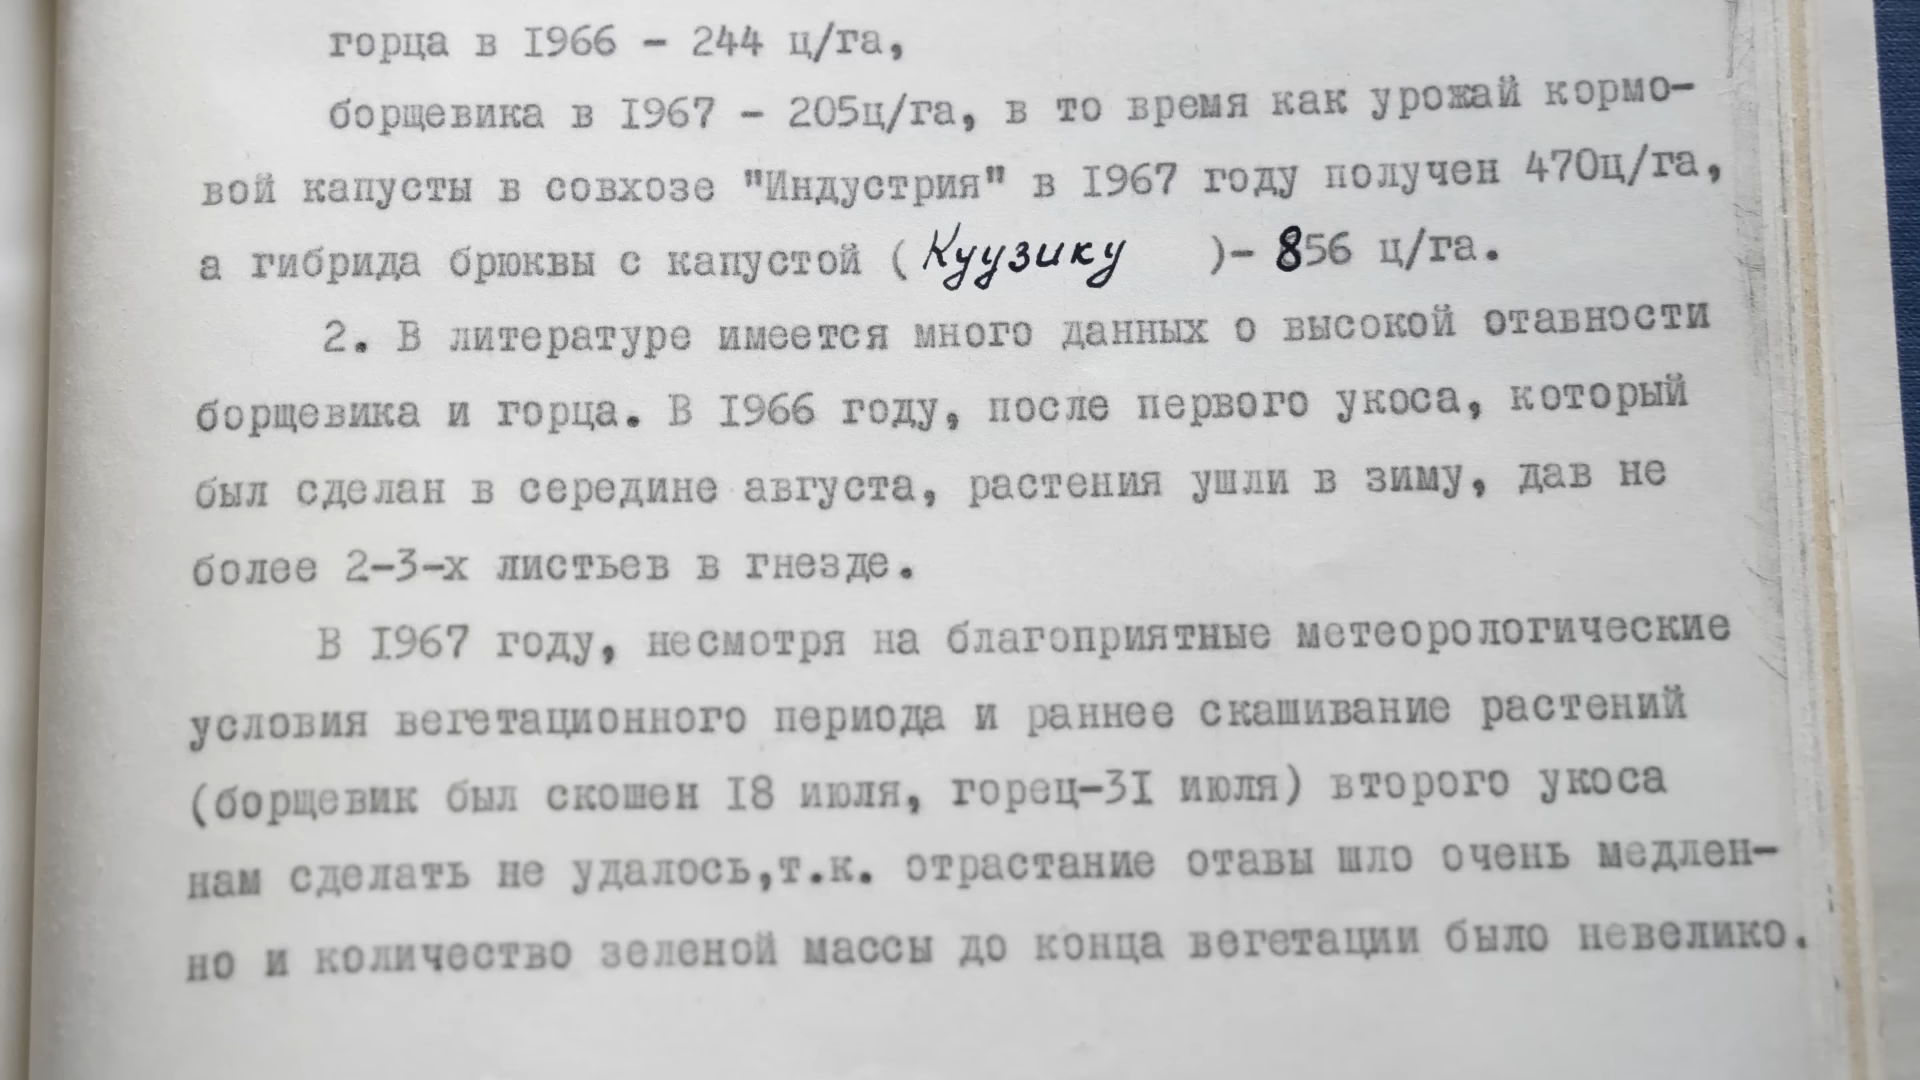 горца в 1966 - 244 ц/га,
борщевика в 1967 - 205ц/га, в то время как урожай кормо-
вой капусты в совхозе "Индустрия" в 1967 году получен 470ц/га,
а гибрида брюквы с капустой ( Куузику )- 856 ц/га.
2. В литературе имеется много данных о высокой отавности
борщевика и горца. В 1966 году, после первого укоса, который
был сделан в середине августа, растения ушли в зиму, дав не
более 2-3-х листьев в гнезде.
В 1967 году, несмотря на благоприятные метеорологические
условия вегетационного периода и раннее скашивание растений
(борщевик был скошен 18 июля, горец-31 июля) второго укоса
нам сделать не удалось,т.к. отрастание отавы шло очень медлен-
но и количество зеленой массы до конца вегетации было невелико.